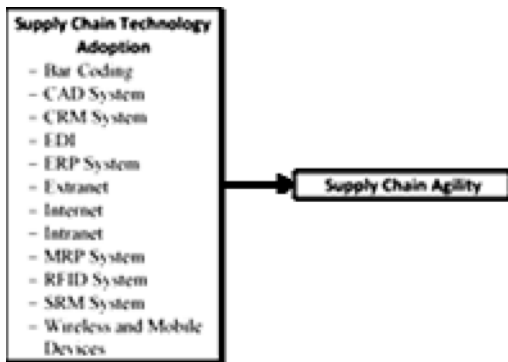 Supply Chain Technology
Adoption
– Bar Coding
– CAD System
– CRM System
– EDI
– ERP System
– Extranet
– Internet
– Intranet
– MRP System
– RFID System
– SRM System
– Wireless and Mobile
Devices
Supply Chain Agility